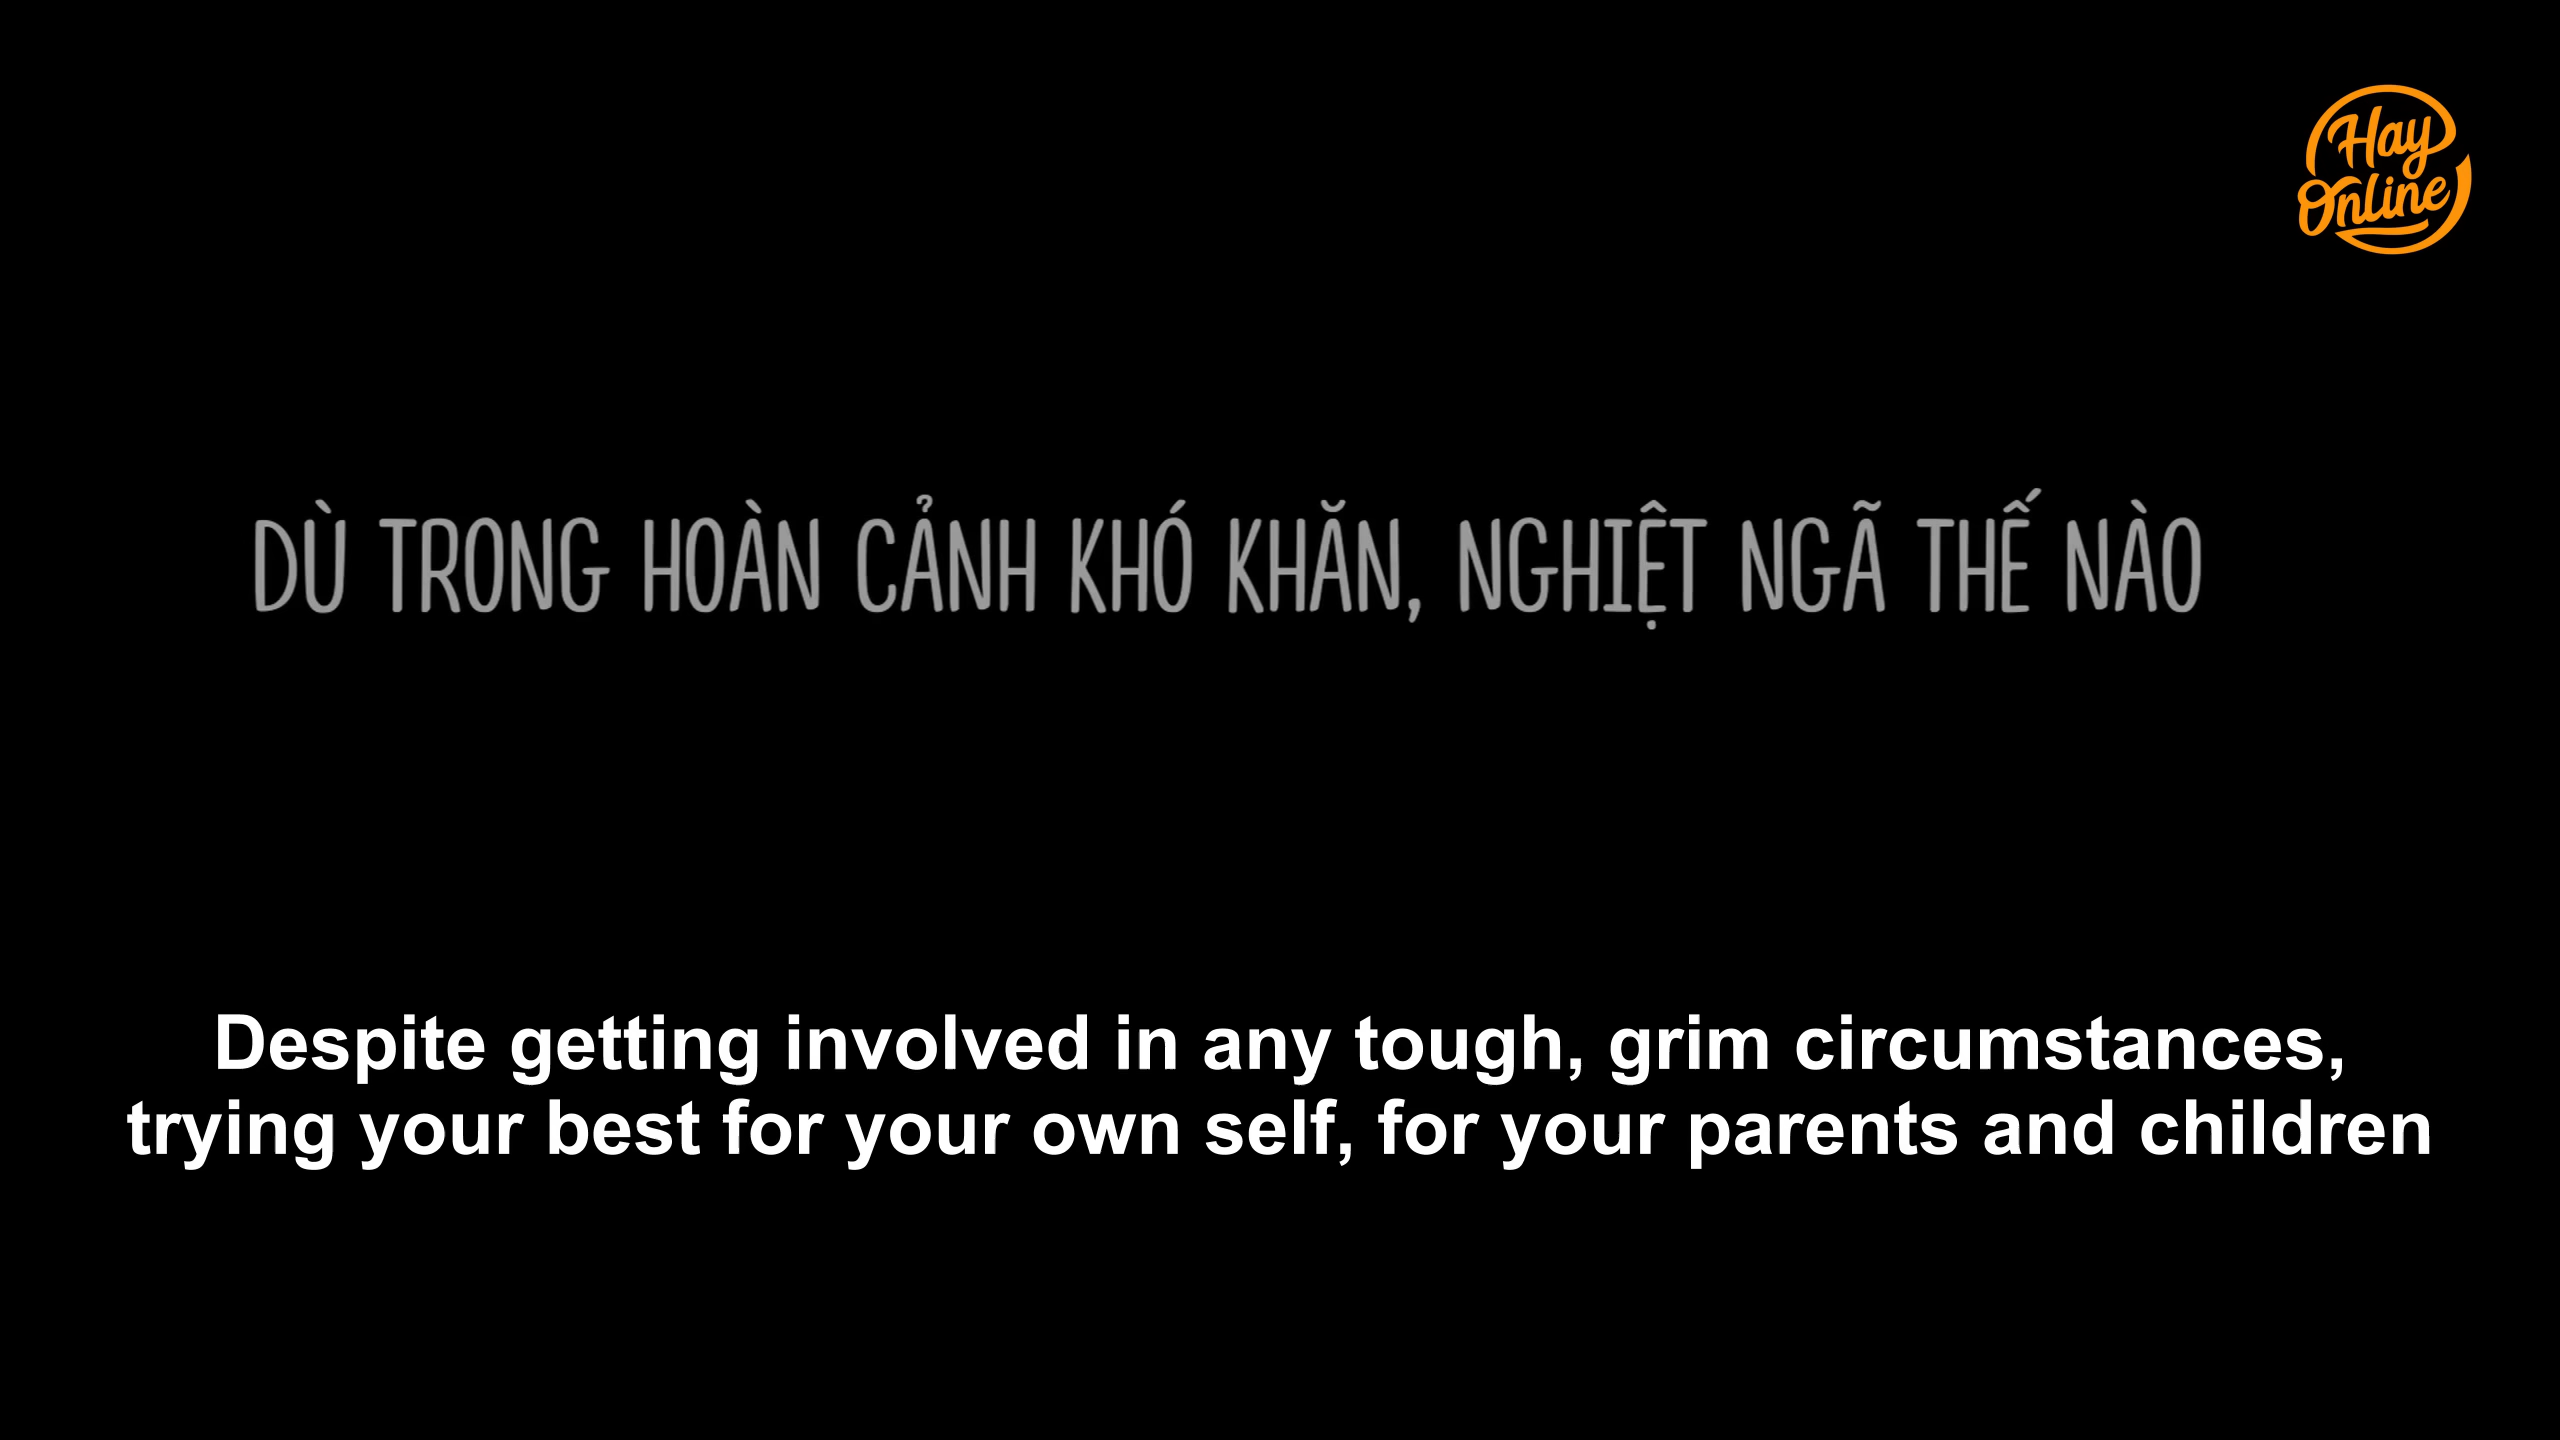 Hay
Online
DÙ TRONG HOÀN CẢNH KHÓ KHĂN, NGHIỆT NGÃ THẾ NÀO
Despite getting involved in any tough, grim circumstances,
trying your best for your own self, for your parents and children